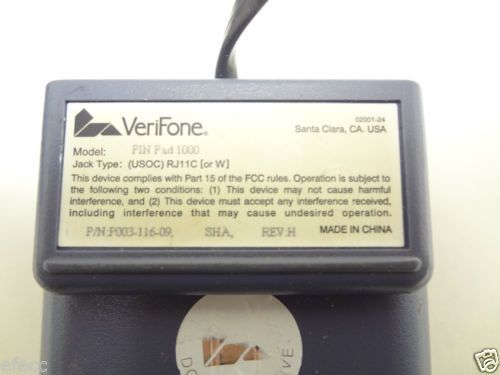 VeriFone®
02001-24
Santa Clara, CA. USA
Model: PIN Pad 1000
Jack Type: (USOC) RJ11C [or W]
This device complies with Part 15 of the FCC rules. Operation is subject to
the following two conditions: (1) This device may not cause harmful
interference, and (2) This device must accept any interference received,
including interference that may cause undesired operation.
P/N:P003-116-09, SHA, REV:H MADE IN CHINA
efecc